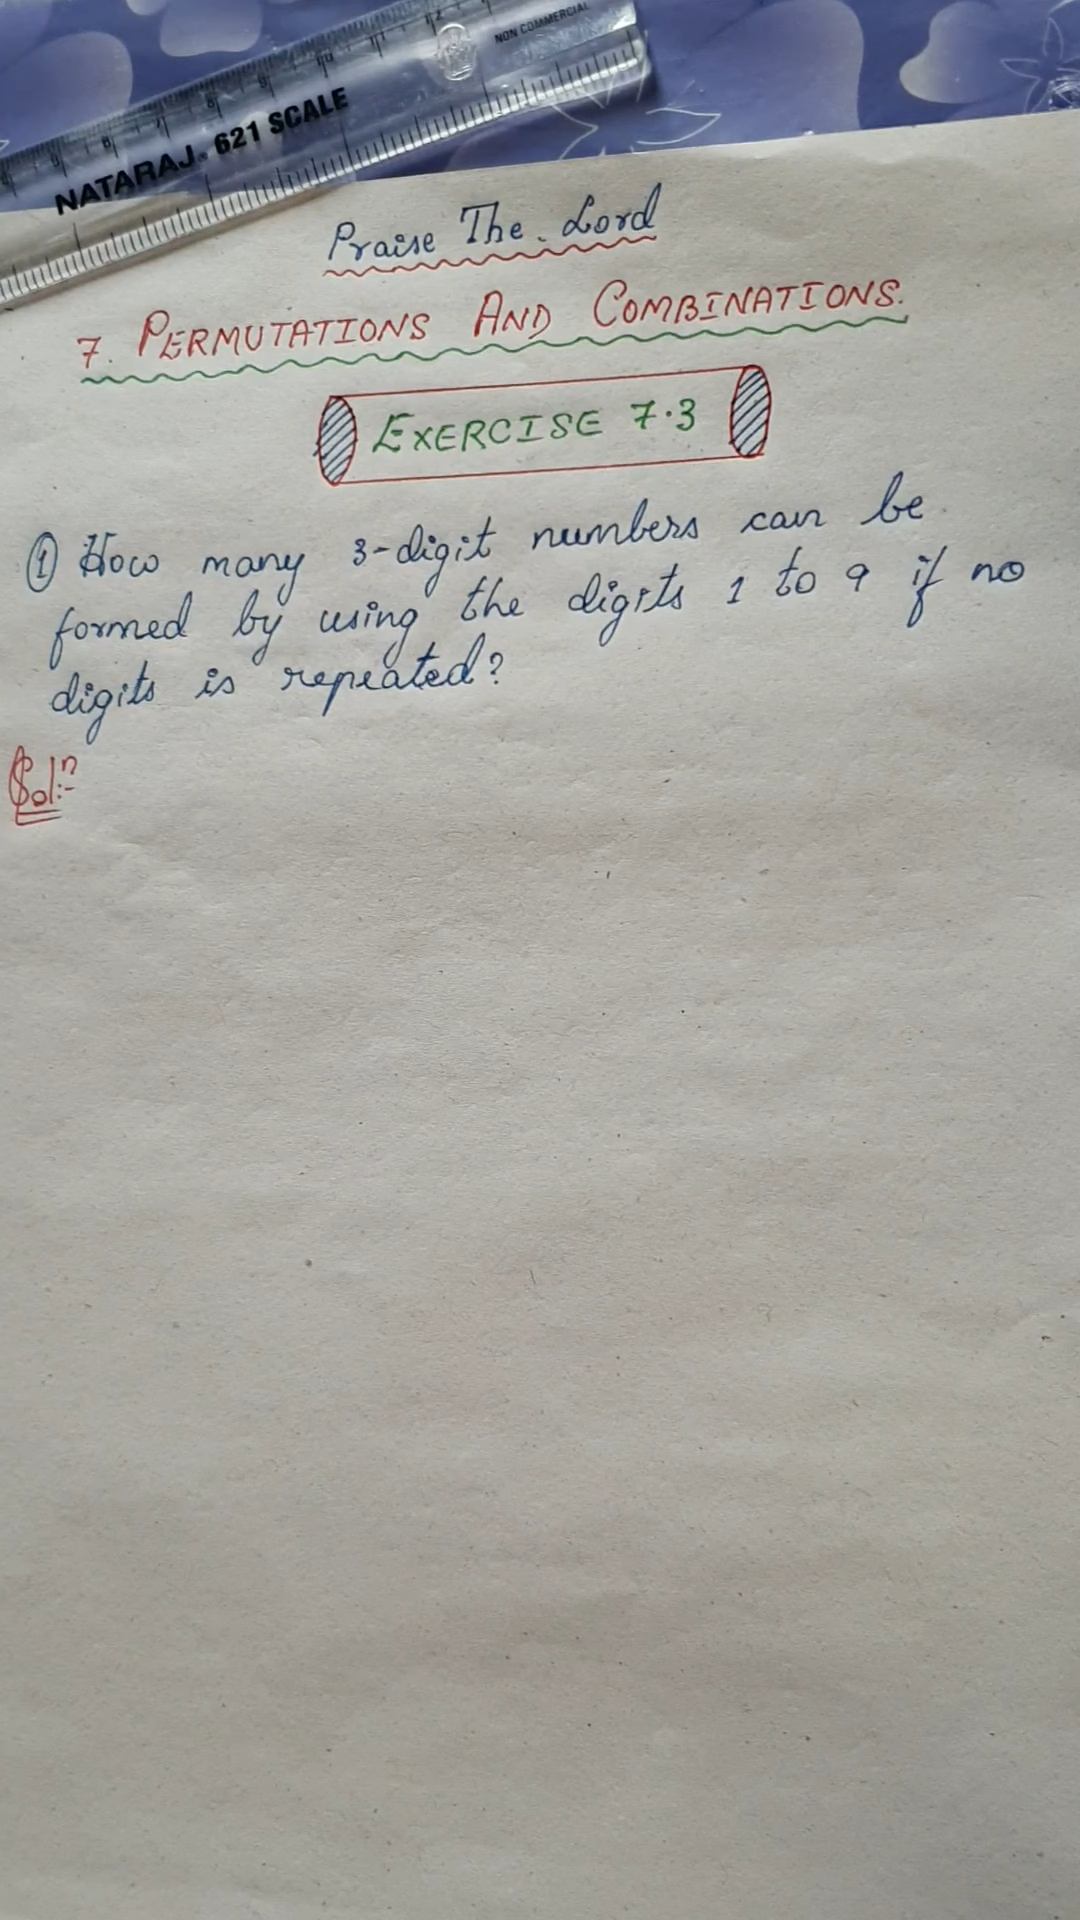 NON COMMERCIAL
NATARAJ 621 SCALE
Praise The Lord
7. PERMUTATIONS AND COMBINATIONS.
EXERCISE 7.3
① How many 3-digit numbers can be
formed by using the digits 1 to 9 if no
digits is repeated?
Solⁿ:-